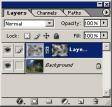 Layers Channels Paths
Normal Opacity: 100%
Lock: Fill: 100%
Laye...
Background